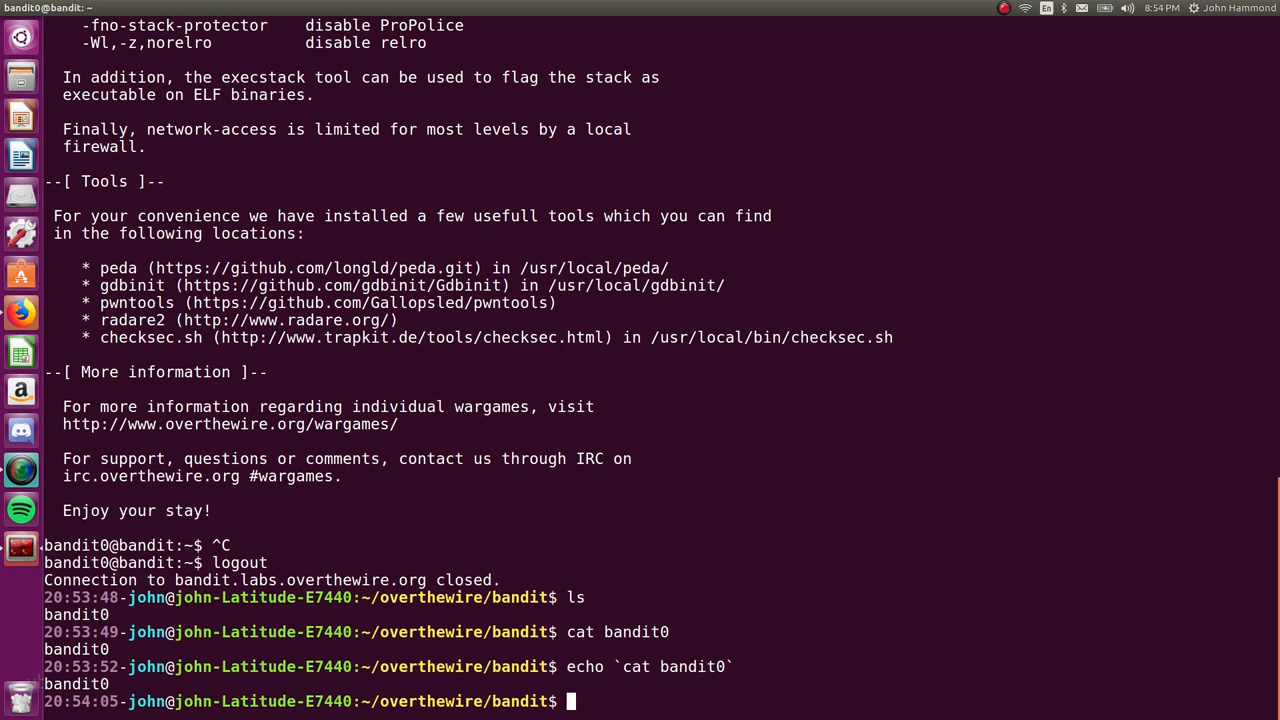 bandit0@bandit: ~
En
8:54 PM
John Hammond
-fno-stack-protector    disable ProPolice
-Wl,-z,norelro          disable relro
In addition, the execstack tool can be used to flag the stack as
executable on ELF binaries.
Finally, network-access is limited for most levels by a local
firewall.
--[ Tools ]--
For your convenience we have installed a few usefull tools which you can find
in the following locations:
* peda (https://github.com/longld/peda.git) in /usr/local/peda/
* gdbinit (https://github.com/gdbinit/Gdbinit) in /usr/local/gdbinit/
* pwntools (https://github.com/Gallopsled/pwntools)
* radare2 (http://www.radare.org/)
* checksec.sh (http://www.trapkit.de/tools/checksec.html) in /usr/local/bin/checksec.sh
--[ More information ]--
For more information regarding individual wargames, visit
http://www.overthewire.org/wargames/
For support, questions or comments, contact us through IRC on
irc.overthewire.org #wargames.
Enjoy your stay!
bandit0@bandit:~$ ^C
bandit0@bandit:~$ logout
Connection to bandit.labs.overthewire.org closed.
20:53:48-john@john-Latitude-E7440:~/overthewire/bandit$ ls
bandit0
20:53:49-john@john-Latitude-E7440:~/overthewire/bandit$ cat bandit0
bandit0
20:53:52-john@john-Latitude-E7440:~/overthewire/bandit$ echo `cat bandit0`
bandit0
20:54:05-john@john-Latitude-E7440:~/overthewire/bandit$